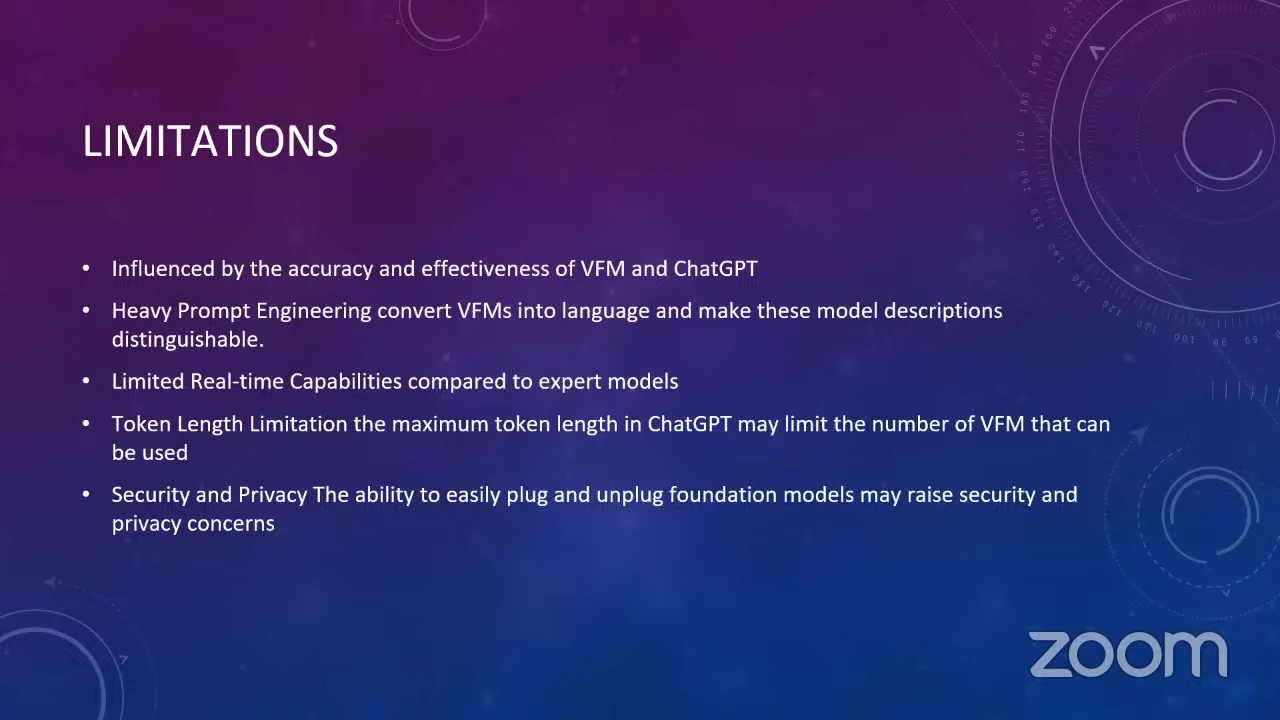 LIMITATIONS
• Influenced by the accuracy and effectiveness of VFM and ChatGPT
• Heavy Prompt Engineering convert VFMs into language and make these model descriptions
distinguishable.
• Limited Real-time Capabilities compared to expert models
• Token Length Limitation the maximum token length in ChatGPT may limit the number of VFM that can
be used
• Security and Privacy The ability to easily plug and unplug foundation models may raise security and
privacy concerns
zoom